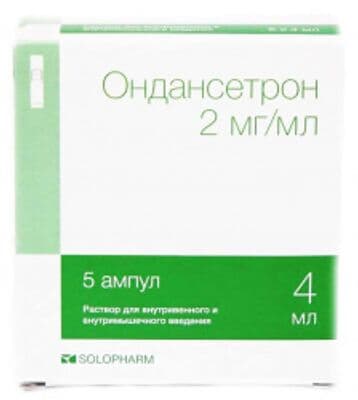 Ондансетрон
2 мг/мл
5 ампул
4
мл
Раствор для внутривенного и
внутримышечного введения
SOLOPHARM